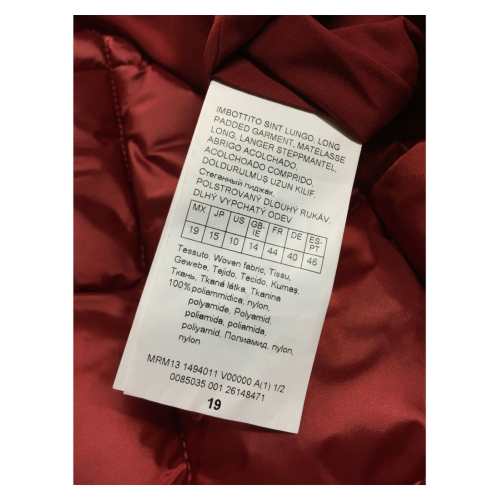 IMBOTTITO SINT LUNGO, LONG
PADDED GARMENT, MATELASSE
LONG, LANGER STEPPMANTEL,
ABRIGO ACOLCHADO,
ACOLCHOADO COMPRIDO,
DOLDURULMUŞ UZUN KILIF,
Стеганный пиджак,
POLSTROVANÝ DLOUHÝ RUKÁV,
DLHÝ VYPCHATÝ ODEV
MX JP US GB-IE FR DE ES-PT
19 15 10 14 44 40 46
Tessuto, Woven fabric, Tissu,
Gewebe, Tejido, Tecido, Kumaş,
Ткань, Tkaná látka, Tkanina
100% poliammidica, nylon,
polyamide, Polyamid,
poliamida, poliamida,
poliyamid, Полиамид, nylon,
nylon
MRM13 1494011 V00000 A(1) 1/2
0085035 001 26148471
19